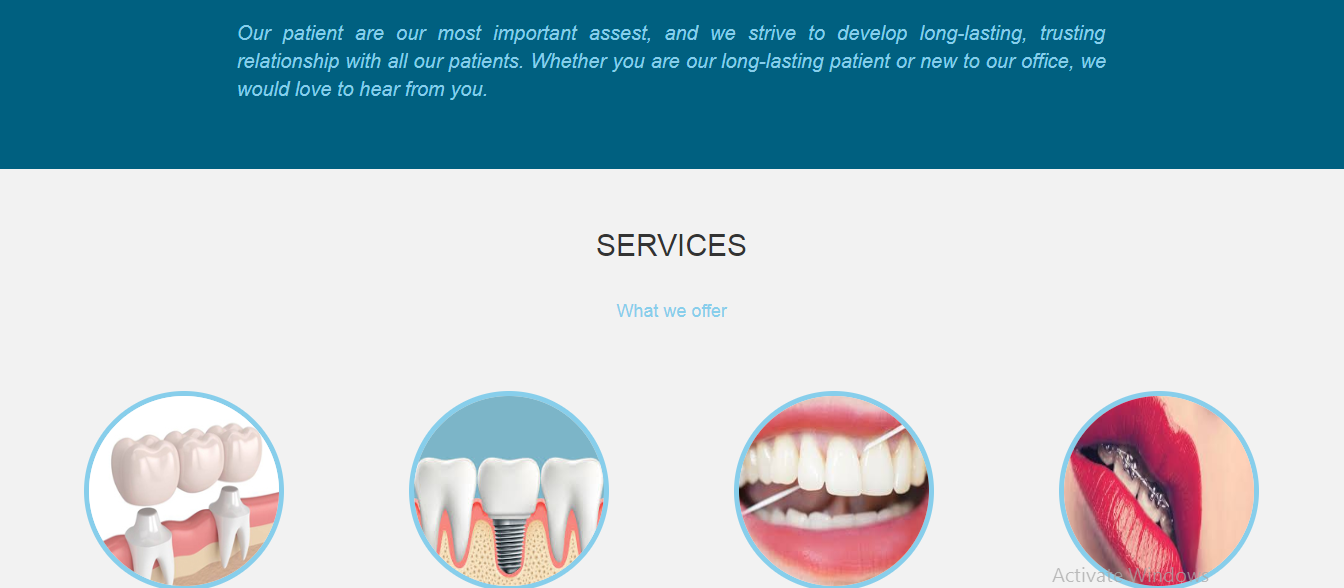 Our patient are our most important assest, and we strive to develop long-lasting, trusting
relationship with all our patients. Whether you are our long-lasting patient or new to our office, we
would love to hear from you.
SERVICES
What we offer
Activate Windows